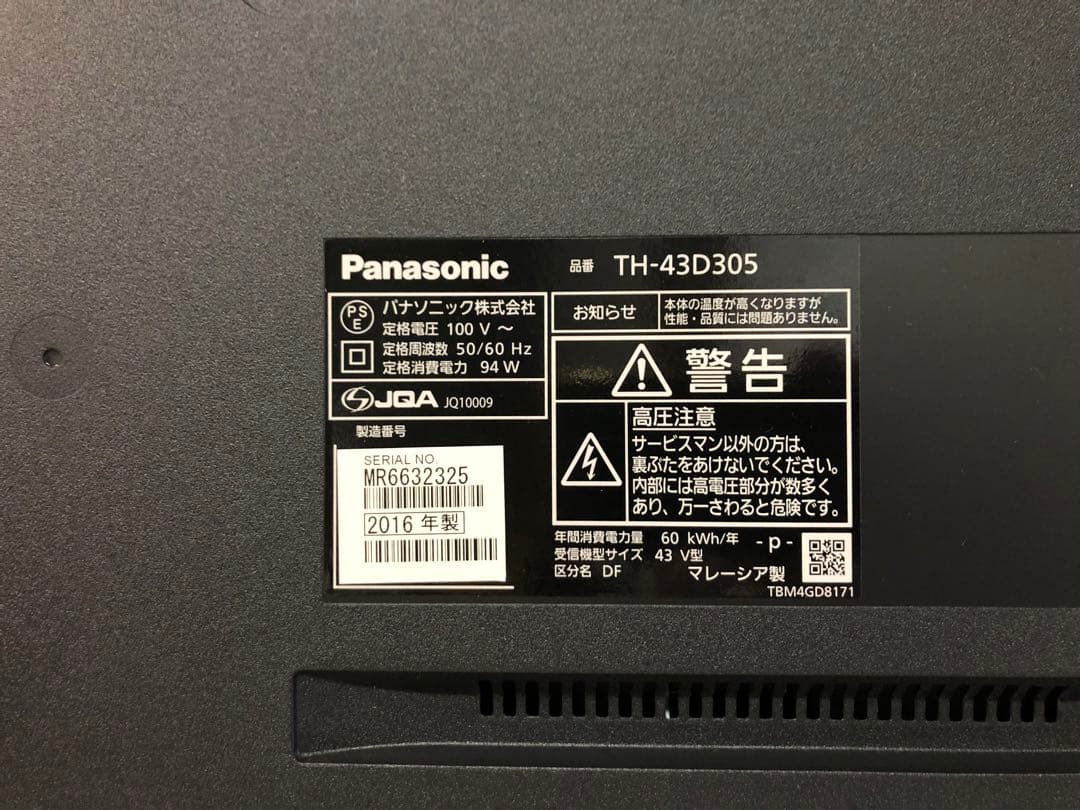 Panasonic
品番 TH-43D305
PS
E
パナソニック株式会社
定格電圧 100 V ～
定格周波数 50/60 Hz
定格消費電力 94 W
JQA JQ10009
製造番号
SERIAL NO.
MR6632325
2016 年製
お知らせ
本体の温度が高くなりますが
性能・品質には問題ありません。
警告
高圧注意
サービスマン以外の方は、
裏ぶたをあけないでください。
内部には高電圧部分が数多く
あり、万一さわると危険です。
年間消費電力量 60 kWh/年 - p -
受信機型サイズ 43 V型
区分名 DF マレーシア製
TBM4GD8171